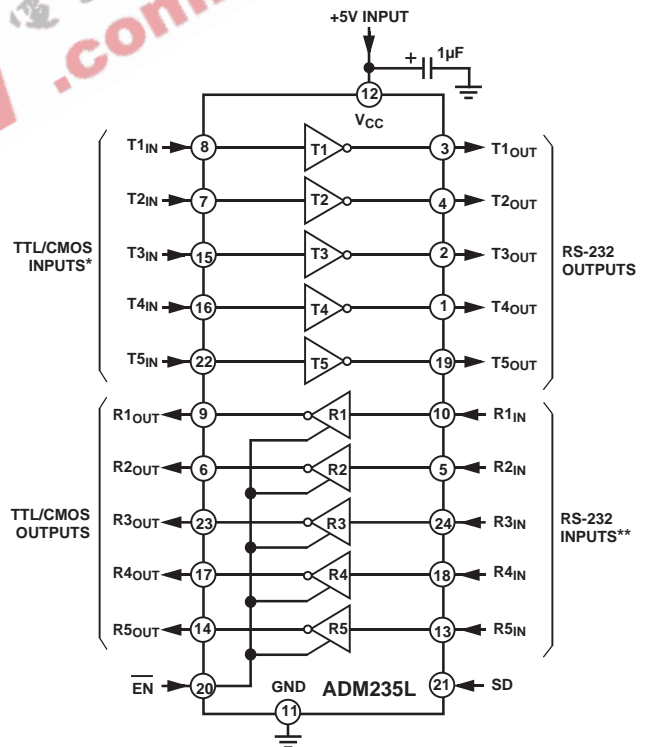 .com
+5V INPUT
+ 1µF
12
VCC
T1IN 8 T1 3 T1OUT
T2IN 7 T2 4 T2OUT
TTL/CMOS
INPUTS*
T3IN 15 T3 2 T3OUT
RS-232
OUTPUTS
T4IN 16 T4 1 T4OUT
T5IN 22 T5 19 T5OUT
R1OUT 9 R1 10 R1IN
R2OUT 6 R2 5 R2IN
TTL/CMOS
OUTPUTS
R3OUT 23 R3 24 R3IN
RS-232
INPUTS**
R4OUT 17 R4 18 R4IN
R5OUT 14 R5 13 R5IN
EN 20 GND ADM235L 21 SD
11